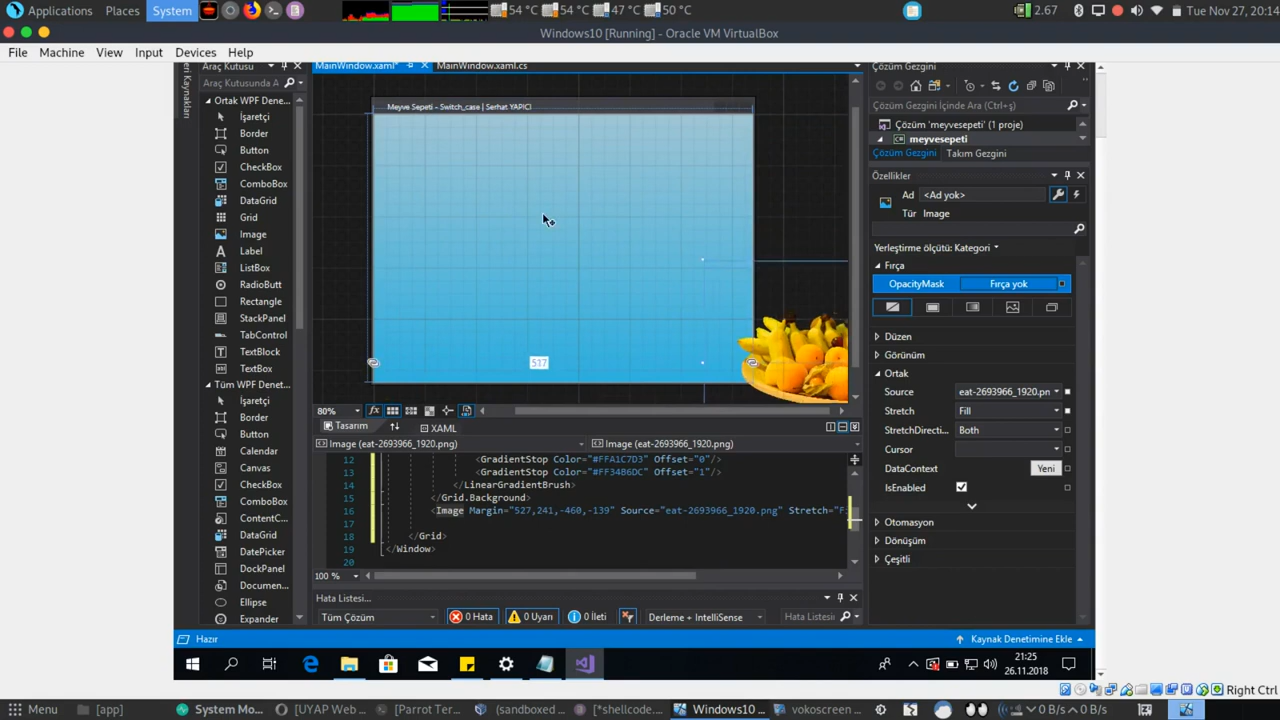 Applications Places System 54 °C 54 °C 47 °C 50 °C 2.67 Tue Nov 27, 20:14
Windows10 [Running] - Oracle VM VirtualBox
File Machine View Input Devices Help
Araç Kutusu
Araç Kutusunda A
Ortak WPF Dene...
İşaretçi
Border
Button
CheckBox
ComboBox
DataGrid
Grid
Image
Label
ListBox
RadioButt
Rectangle
StackPanel
TabControl
TextBlock
TextBox
Tüm WPF Denet...
İşaretçi
Border
Button
Calendar
Canvas
CheckBox
ComboBox
ContentC...
DataGrid
DatePicker
DockPanel
Documen...
Ellipse
Expander
MainWindow.xaml* MainWindow.xaml.cs
Meyve Sepeti - Switch_case | Serhat YAPICI
517
80%
Tasarım XAML
Image (eat-2693966_1920.png) Image (eat-2693966_1920.png)
12 <GradientStop Color="#FFA1C7D3" Offset="0"/>
13 <GradientStop Color="#FF34B6DC" Offset="1"/>
14 </LinearGradientBrush>
15 </Grid.Background>
16 <Image Margin="527,241,-460,-139" Source="eat-2693966_1920.png" Stretch="F
17
18 </Grid>
19 </Window>
20
100 %
Hata Listesi...
Tüm Çözüm 0 Hata 0 Uyarı 0 İleti Derleme + IntelliSense Hata Listesi
Çözüm Gezgini
Çözüm Gezgini İçinde Ara (Ctrl+ş)
Çözüm 'meyvesepeti' (1 proje)
meyvesepeti
Çözüm Gezgini Takım Gezgini
Özellikler
Ad <Ad yok>
Tür Image
Yerleştirme ölçütü: Kategori
Fırça
OpacityMask Fırça yok
Düzen
Görünüm
Ortak
Source eat-2693966_1920.pn
Stretch Fill
StretchDirecti... Both
Cursor
DataContext Yeni
IsEnabled
Otomasyon
Dönüşüm
Çeşitli
Hazır Kaynak Denetimine Ekle
21:25
26.11.2018
Right Ctrl
Menu [app] System Mo... [UYAP Web ... [Parrot Ter... (sandboxed ... [*shellcode.... Windows10 ... vokoscreen 0 B/s 0 B/s